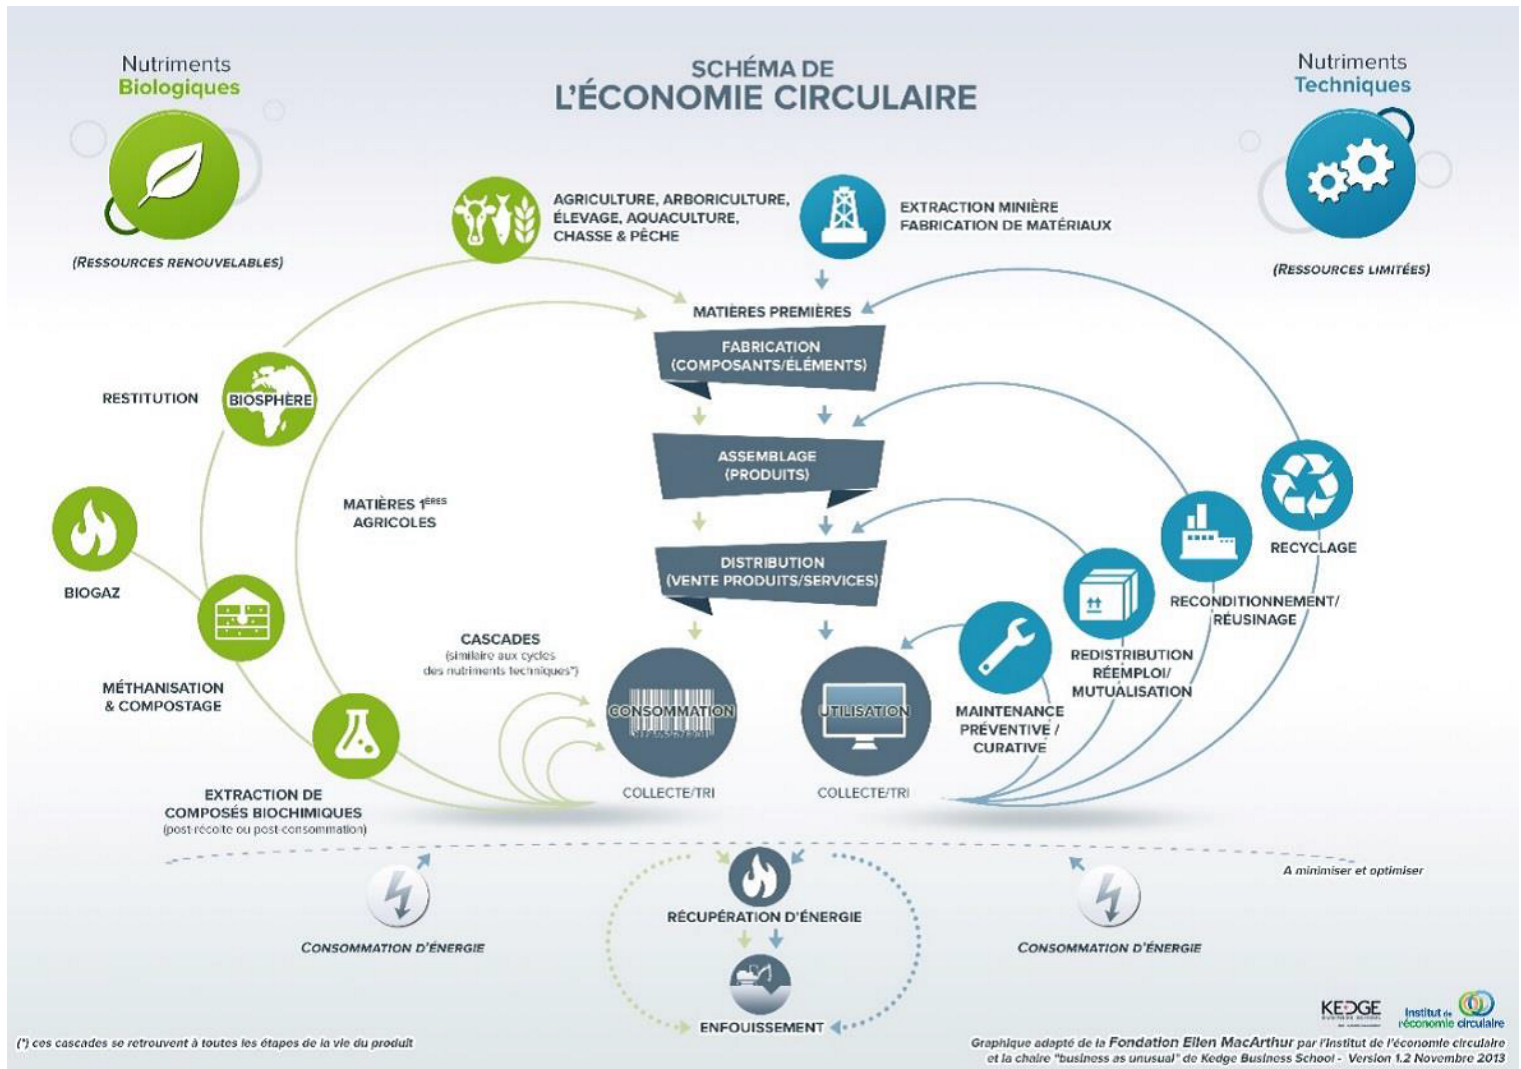 Nutriments
Biologiques
(RESSOURCES RENOUVELABLES)
SCHÉMA DE
L'ÉCONOMIE CIRCULAIRE
Nutriments
Techniques
(RESSOURCES LIMITÉES)
AGRICULTURE, ARBORICULTURE,
ÉLEVAGE, AQUACULTURE,
CHASSE & PÊCHE
EXTRACTION MINIÈRE
FABRICATION DE MATÉRIAUX
MATIÈRES PREMIÈRES
FABRICATION
(COMPOSANTS/ÉLÉMENTS)
RESTITUTION
BIOSPHÈRE
ASSEMBLAGE
(PRODUITS)
MATIÈRES 1ÈRES
AGRICOLES
RECYCLAGE
BIOGAZ
DISTRIBUTION
(VENTE PRODUITS/SERVICES)
RECONDITIONNEMENT/
RÉUSINAGE
CASCADES
(similaire aux cycles
des nutriments techniques*)
REDISTRIBUTION
RÉEMPLOI/
MUTUALISATION
MÉTHANISATION
& COMPOSTAGE
CONSOMMATION
UTILISATION
MAINTENANCE
PRÉVENTIVE /
CURATIVE
COLLECTE/TRI
COLLECTE/TRI
EXTRACTION DE
COMPOSÉS BIOCHIMIQUES
(post-récolte ou post-consommation)
A minimiser et optimiser
RÉCUPÉRATION D'ÉNERGIE
CONSOMMATION D'ÉNERGIE
CONSOMMATION D'ÉNERGIE
ENFOUISSEMENT
KEDGE
Institut de
l'économie circulaire
(*) ces cascades se retrouvent à toutes les étapes de la vie du produit
Graphique adapté de la Fondation Ellen MacArthur par l'Institut de l'économie circulaire
et la chaire "business as unusual" de Kedge Business School - Version 1.2 Novembre 2013